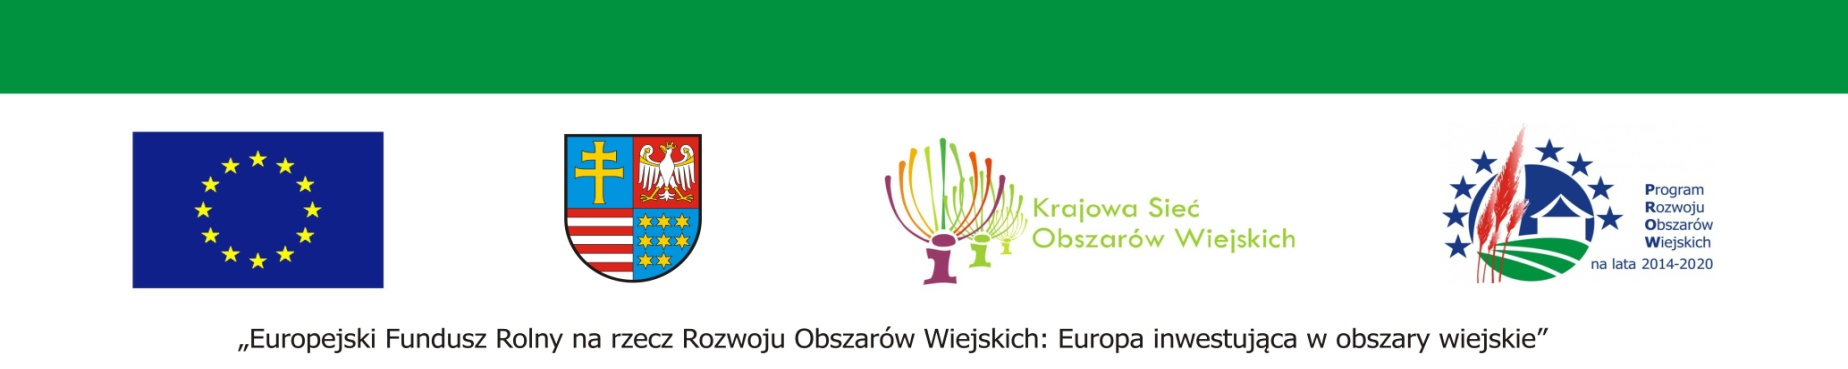 Krajowa Sieć
Obszarów Wiejskich
Program
Rozwoju
Obszarów
Wiejskich
na lata 2014-2020
„Europejski Fundusz Rolny na rzecz Rozwoju Obszarów Wiejskich: Europa inwestująca w obszary wiejskie”